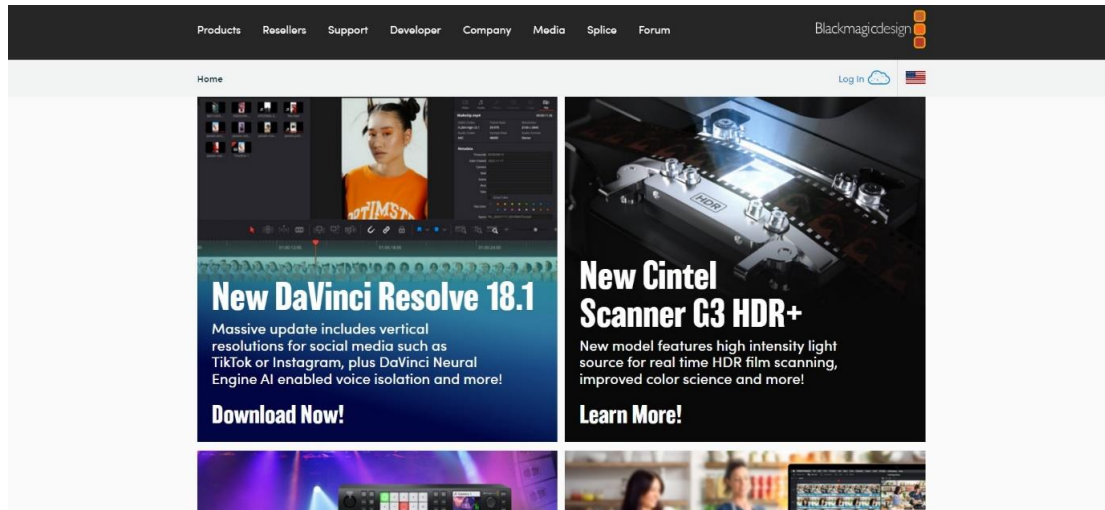 Products Resellers Support Developer Company Media Splice Forum
Blackmagicdesign
Home
Log In
New DaVinci Resolve 18.1
Massive update includes vertical
resolutions for social media such as
TikTok or Instagram, plus DaVinci Neural
Engine AI enabled voice isolation and more!
Download Now!
HDR
New Cintel
Scanner G3 HDR+
New model features high intensity light
source for real time HDR film scanning,
improved color science and more!
Learn More!